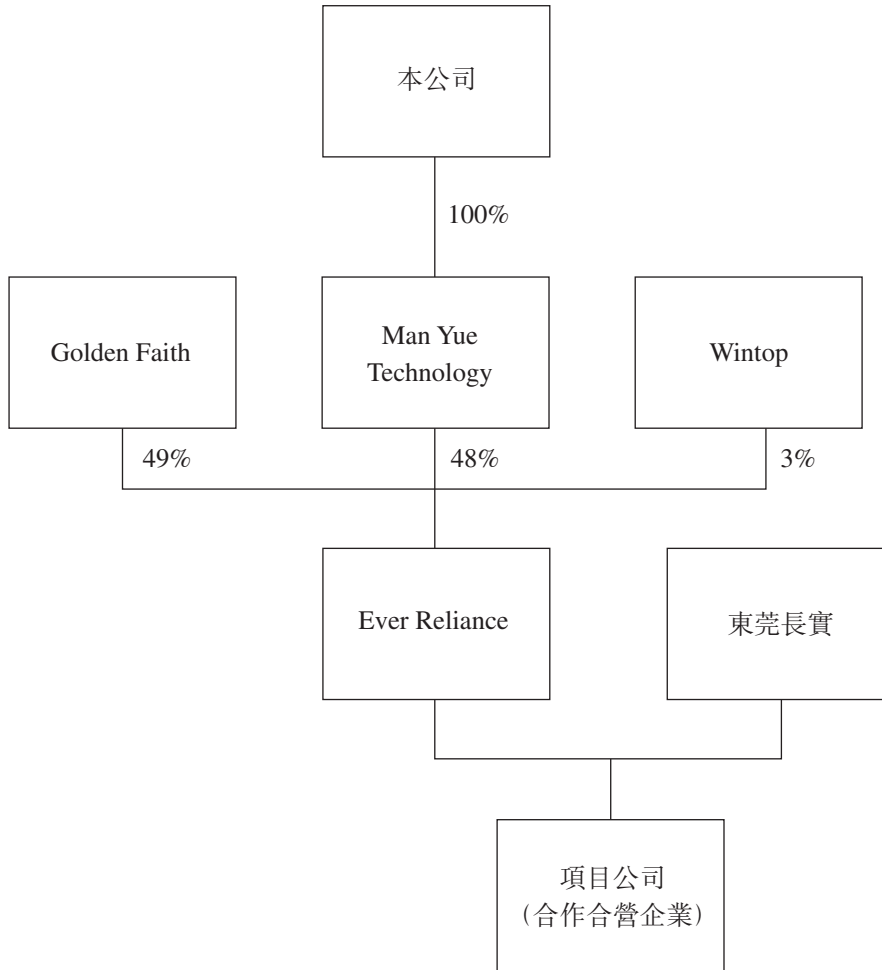 本公司
100%
Golden Faith
Man Yue
Technology
Wintop
49%
48%
3%
Ever Reliance
東莞長實
項目公司
(合作合營企業)